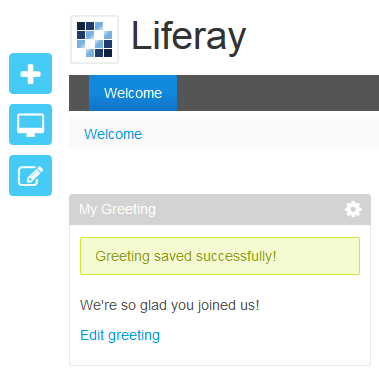 Liferay
Welcome
Welcome
My Greeting
Greeting saved successfully!
We're so glad you joined us!
Edit greeting